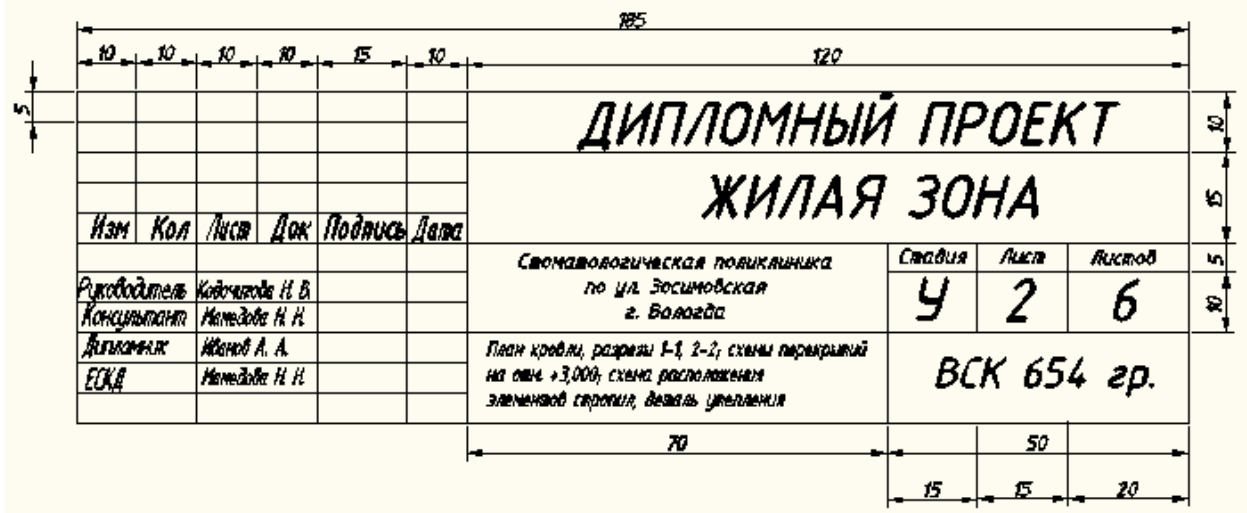 185
10 10 10 10 15 10 120
5
ДИПЛОМНЫЙ ПРОЕКТ
10
ЖИЛАЯ ЗОНА
15
Изм Кол Лист Док Подпись Дата
Стоматологическая поликлиника
по ул. Зосимовская
г. Вологда
Стадия Лист Листов
5
У 2 6
10
Руководитель Кодочигова Н. В.
Консультант Мамедова Н. Н.
Дипломник Иванов А. А.
ЕСКД Мамедова Н. Н.
План кровли, разрезы 1-1, 2-2; схемы перекрытий
на отм. +3,000; схема расположения
элементов стропил, деталь утепления
ВСК 654 гр.
70 50
15 15 20